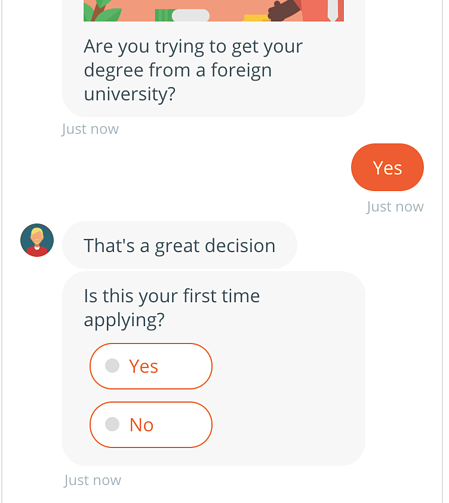 Are you trying to get your
degree from a foreign
university?
Just now
Yes
Just now
That's a great decision
Is this your first time
applying?
Yes
No
Just now